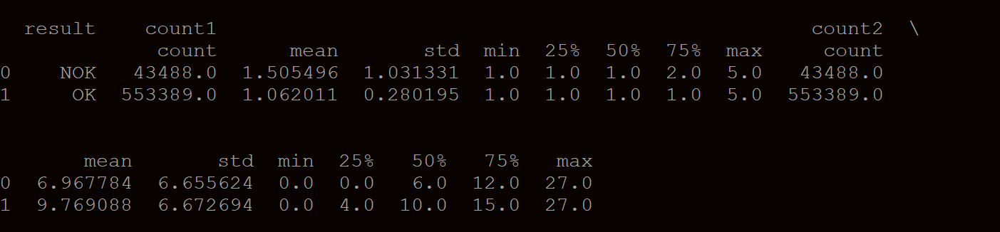 result count1 count2 \
count mean std min 25% 50% 75% max count
0 NOK 43488.0 1.505496 1.031331 1.0 1.0 1.0 2.0 5.0 43488.0
1 OK 553389.0 1.062011 0.280195 1.0 1.0 1.0 1.0 5.0 553389.0
mean std min 25% 50% 75% max
0 6.967784 6.655624 0.0 0.0 6.0 12.0 27.0
1 9.769088 6.672694 0.0 4.0 10.0 15.0 27.0